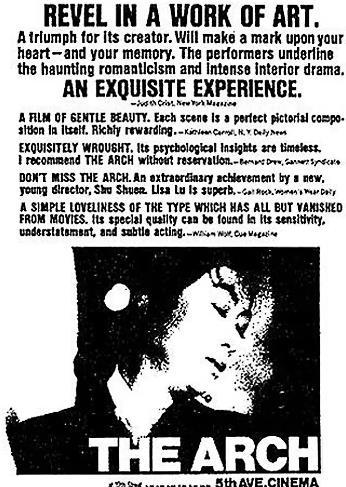 REVEL IN A WORK OF ART.
A triumph for its creator. Will make a mark upon your
heart—and your memory. The performers underline
the haunting romanticism and intense interior drama.
AN EXQUISITE EXPERIENCE.
—Judith Crist, New York Magazine
A FILM OF GENTLE BEAUTY. Each scene is a perfect pictorial compo-
sition in itself. Richly rewarding.—Kathleen Carroll, N.Y. Daily News
EXQUISITELY WROUGHT. Its psychological insights are timeless.
I recommend THE ARCH without reservation.—Bernard Drew, Gannett Syndicate
DON'T MISS THE ARCH. An extraordinary achievement by a new,
young director, Shu Shuen. Lisa Lu is superb.—Gail Rock, Women's Wear Daily
A SIMPLE LOVELINESS OF THE TYPE WHICH HAS ALL BUT VANISHED
FROM MOVIES. Its special quality can be found in its sensitivity,
understatement, and subtle acting.—William Wolf, Cue Magazine
THE ARCH
5th AVE. CINEMA